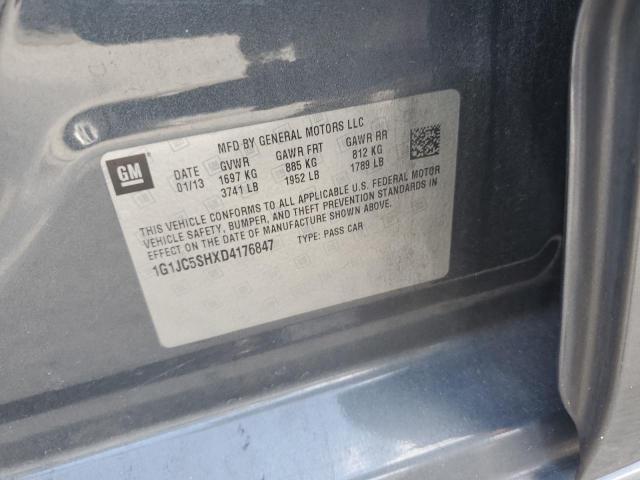 MFD BY GENERAL MOTORS LLC
GM
DATE GVWR GAWR FRT GAWR RR
01/13 1697 KG 885 KG 812 KG
3741 LB 1952 LB 1789 LB
THIS VEHICLE CONFORMS TO ALL APPLICABLE U.S. FEDERAL MOTOR
VEHICLE SAFETY, BUMPER, AND THEFT PREVENTION STANDARDS IN
EFFECT ON THE DATE OF MANUFACTURE SHOWN ABOVE.
1G1JC5SHXD4176847 TYPE: PASS CAR